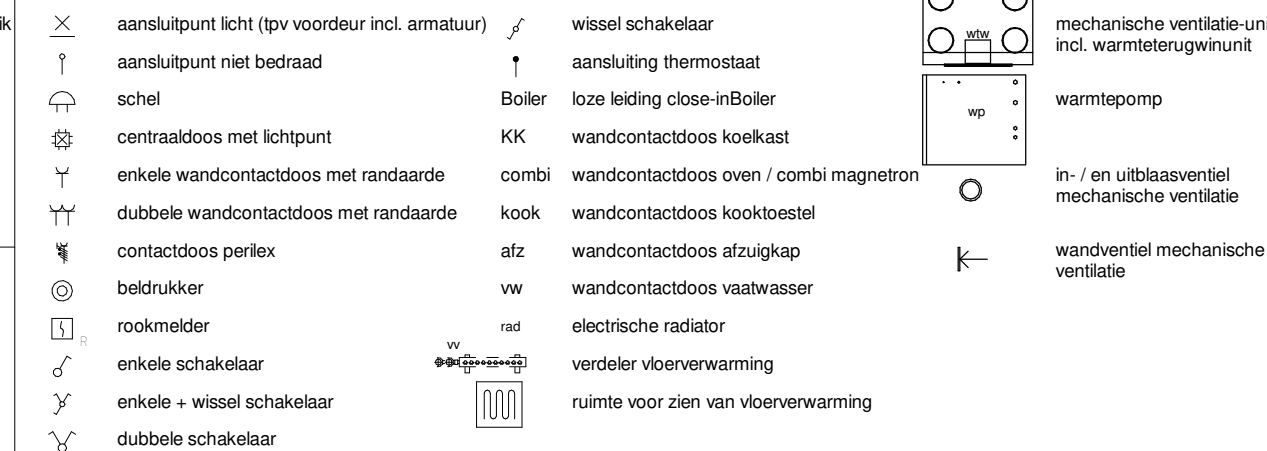 ik
aansluitpunt licht (tpv voordeur incl. armatuur)
aansluitpunt niet bedraad
schel
centraaldoos met lichtpunt
enkele wandcontactdoos met randaarde
dubbele wandcontactdoos met randaarde
contactdoos perilex
beldrukker
R rookmelder
enkele schakelaar
enkele + wissel schakelaar
dubbele schakelaar
wissel schakelaar
aansluiting thermostaat
Boiler loze leiding close-inBoiler
KK wandcontactdoos koelkast
combi wandcontactdoos oven / combi magnetron
kook wandcontactdoos kooktoestel
afz wandcontactdoos afzuigkap
vw wandcontactdoos vaatwasser
rad electrische radiator
vv verdeler vloerverwarming
ruimte voor zien van vloerverwarming
wtw mechanische ventilatie-uni
incl. warmteterugwinunit
wp warmtepomp
in- / en uitblaasventiel
mechanische ventilatie
wandventiel mechanische
ventilatie